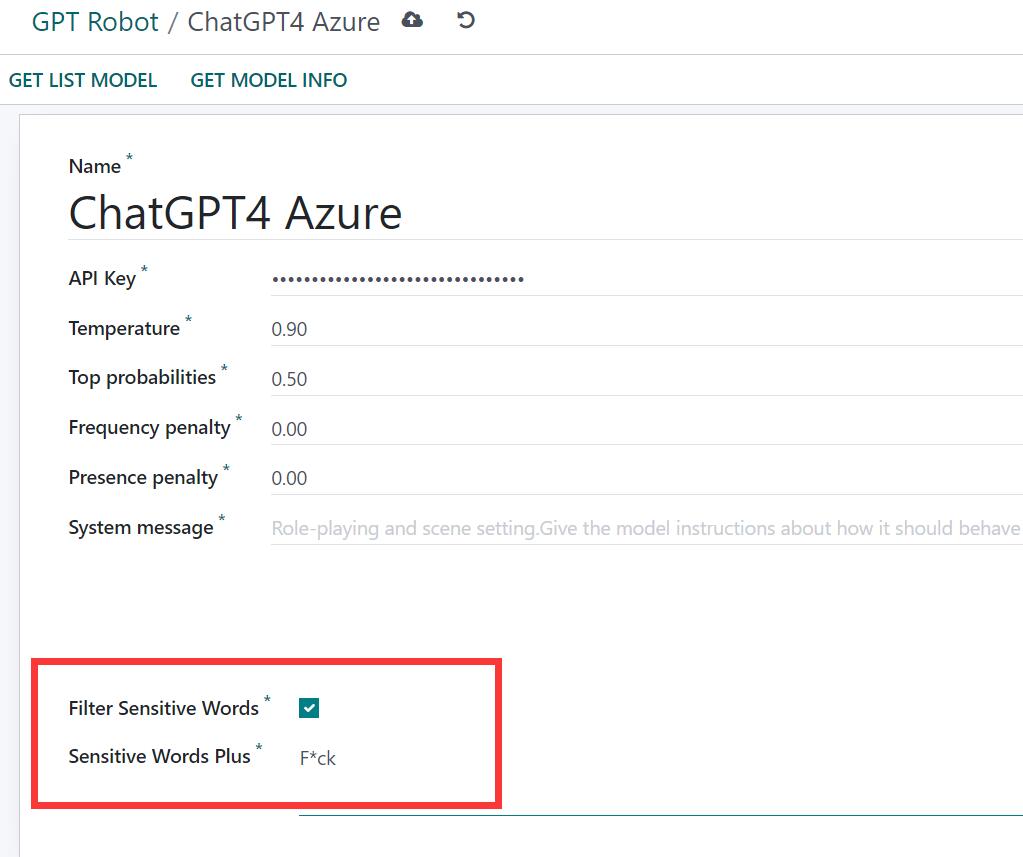 GPT Robot / ChatGPT4 Azure
GET LIST MODEL GET MODEL INFO
Name *
ChatGPT4 Azure
API Key * ••••••••••••••••••••••••••••••••
Temperature * 0.90
Top probabilities * 0.50
Frequency penalty * 0.00
Presence penalty * 0.00
System message * Role-playing and scene setting.Give the model instructions about how it should behave
Filter Sensitive Words *
Sensitive Words Plus * F*ck